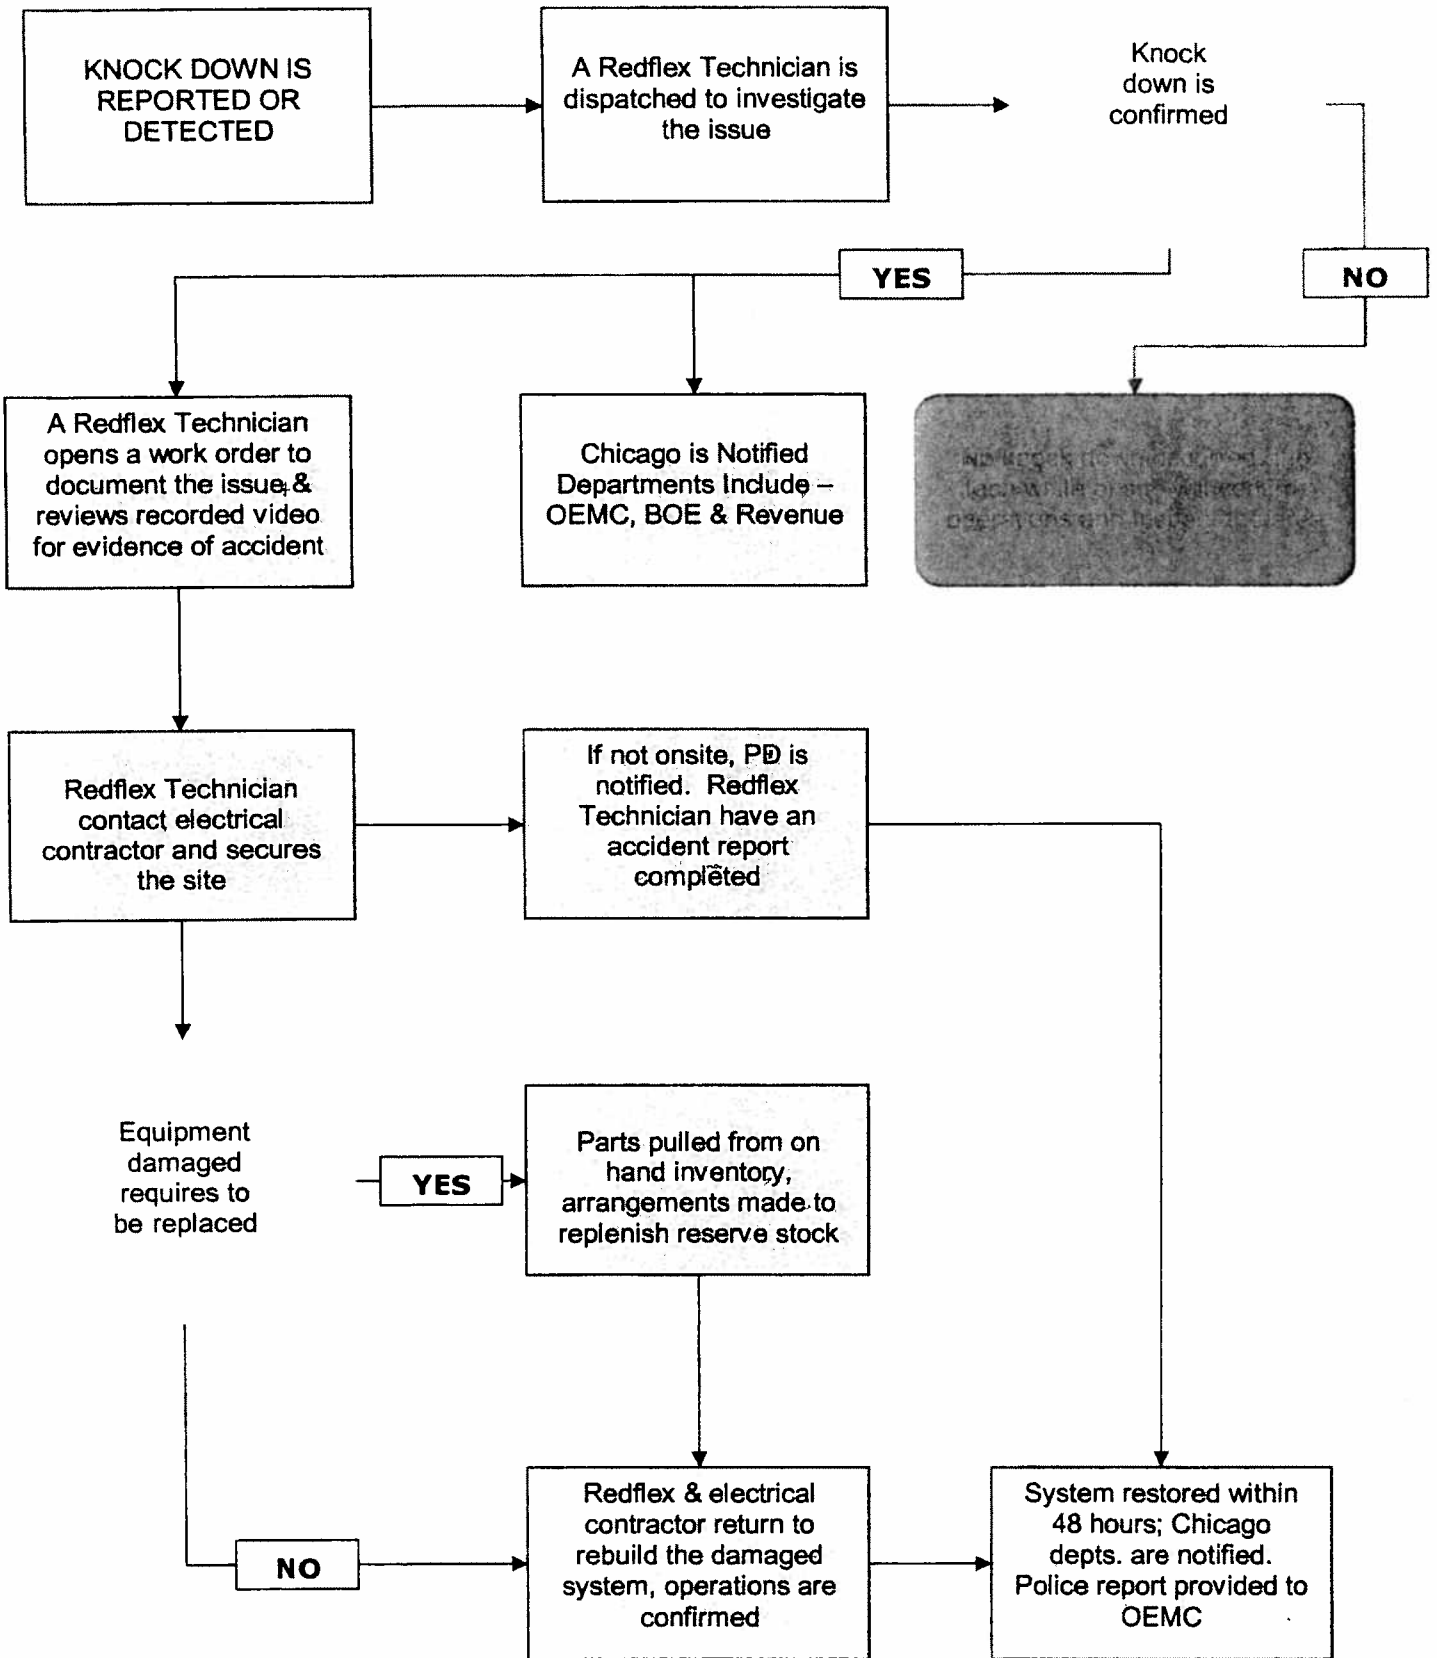 KNOCK DOWN IS
REPORTED OR
DETECTED
A Redflex Technician is
dispatched to investigate
the issue
Knock
down is
confirmed
YES
NO
A Redflex Technician
opens a work order to
document the issue, &
reviews recorded video
for evidence of accident
Chicago is Notified
Departments Include –
OEMC, BOE & Revenue
Redflex Technician
contact electrical
contractor and secures
the site
If not onsite, PD is
notified. Redflex
Technician have an
accident report
completed
Equipment
damaged
requires to
be replaced
YES
Parts pulled from on
hand inventory,
arrangements made to
replenish reserve stock
NO
Redflex & electrical
contractor return to
rebuild the damaged
system, operations are
confirmed
System restored within
48 hours; Chicago
depts. are notified.
Police report provided to
OEMC